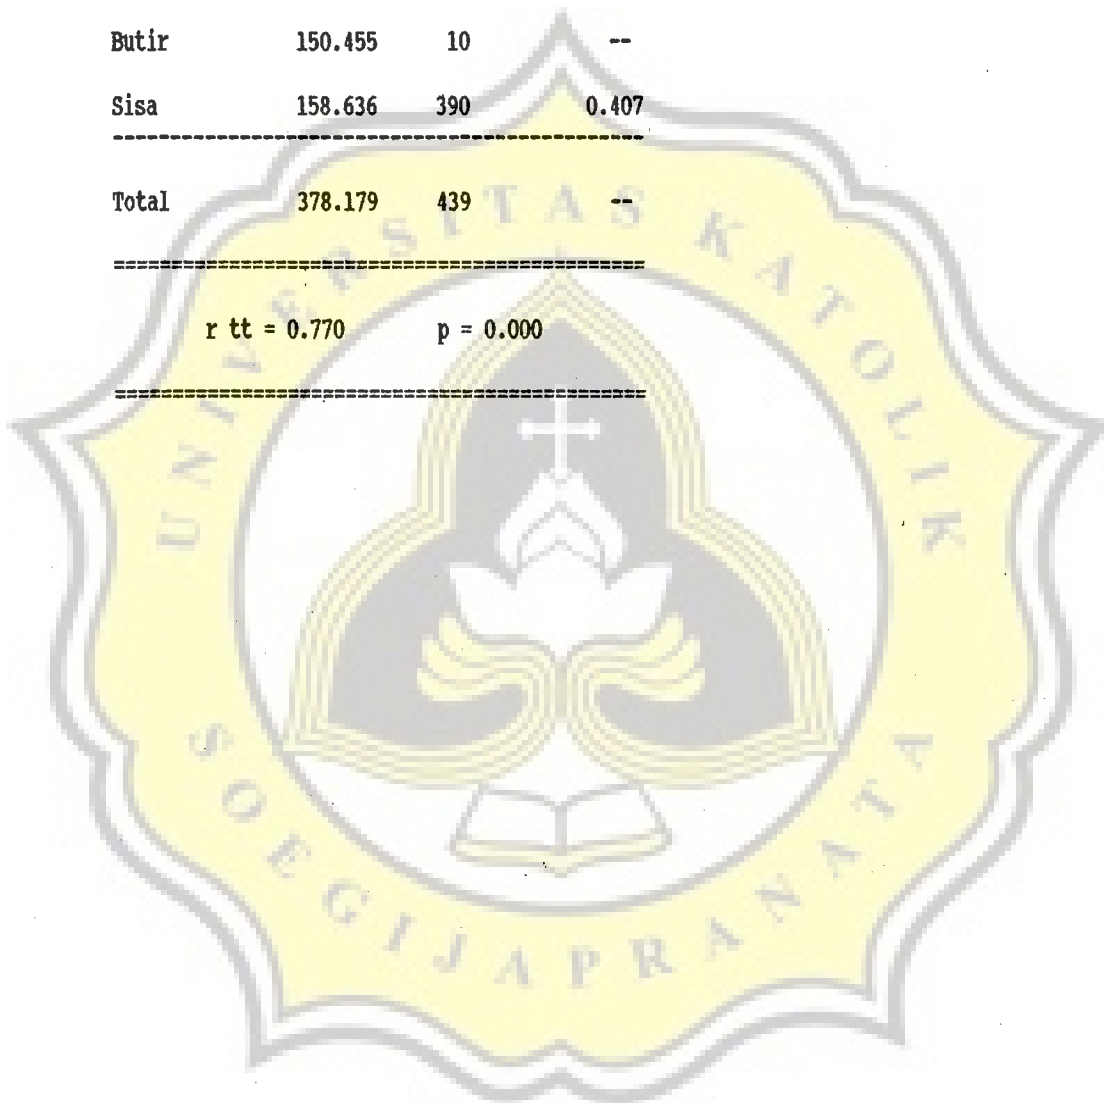 Butir 150.455 10 --
Sisa 158.636 390 0.407
-----------------------------------------------
Total 378.179 439 --
===============================================
r tt = 0.770 p = 0.000
===============================================
UNIVERSITAS KATOLIK
SOEGIJAPRANATA